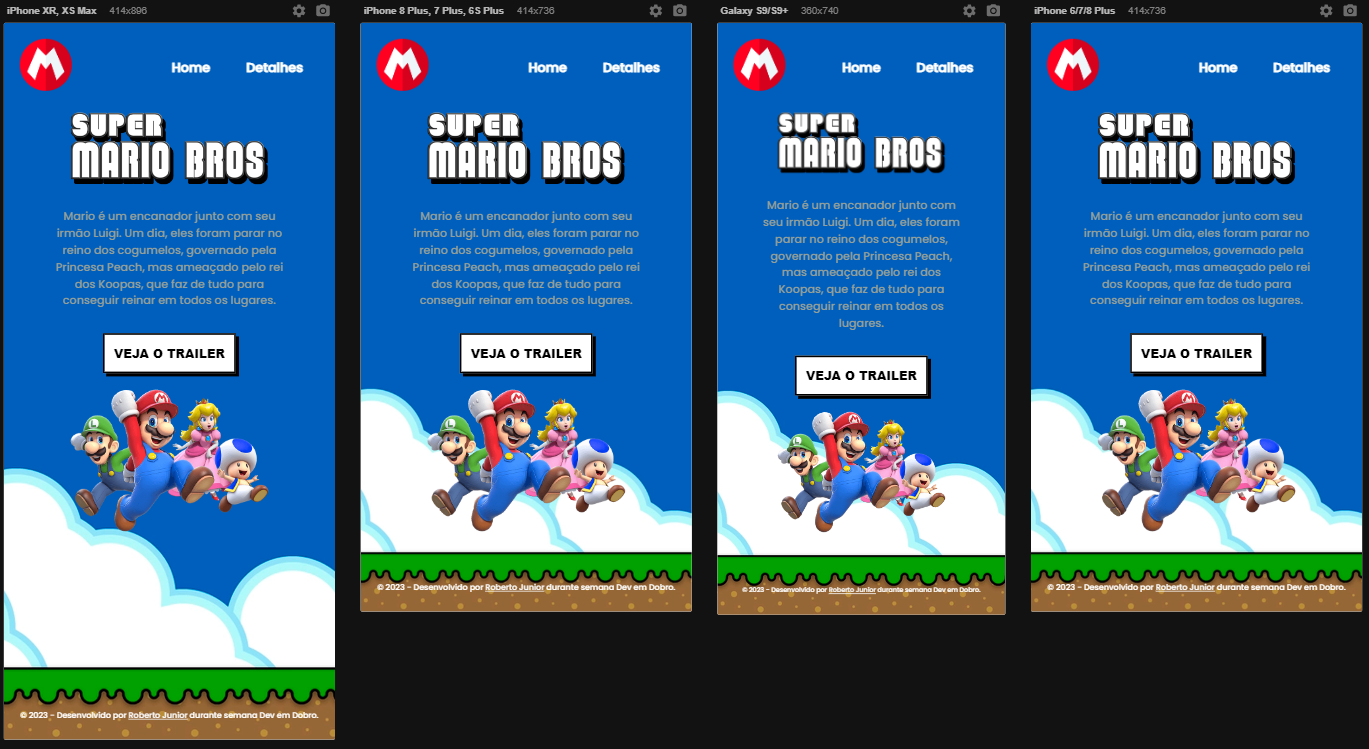 iPhone XR, XS Max 414x896
M
Home Detalhes
SUPER
MARIO BROS
Mario é um encanador junto com seu
irmão Luigi. Um dia, eles foram parar no
reino dos cogumelos, governado pela
Princesa Peach, mas ameaçado pelo rei
dos Koopas, que faz de tudo para
conseguir reinar em todos os lugares.
VEJA O TRAILER
L
M
© 2023 - Desenvolvido por Roberto Junior durante semana Dev em Dobro.
iPhone 8 Plus, 7 Plus, 6S Plus 414x736
M
Home Detalhes
SUPER
MARIO BROS
Mario é um encanador junto com seu
irmão Luigi. Um dia, eles foram parar no
reino dos cogumelos, governado pela
Princesa Peach, mas ameaçado pelo rei
dos Koopas, que faz de tudo para
conseguir reinar em todos os lugares.
VEJA O TRAILER
L
M
© 2023 - Desenvolvido por Roberto Junior durante semana Dev em Dobro.
Galaxy S9/S9+ 360x740
M
Home Detalhes
SUPER
MARIO BROS
Mario é um encanador junto com
seu irmão Luigi. Um dia, eles foram
parar no reino dos cogumelos,
governado pela Princesa Peach,
mas ameaçado pelo rei dos
Koopas, que faz de tudo para
conseguir reinar em todos os
lugares.
VEJA O TRAILER
L
M
© 2023 - Desenvolvido por Roberto Junior durante semana Dev em Dobro.
iPhone 6/7/8 Plus 414x736
M
Home Detalhes
SUPER
MARIO BROS
Mario é um encanador junto com seu
irmão Luigi. Um dia, eles foram parar no
reino dos cogumelos, governado pela
Princesa Peach, mas ameaçado pelo rei
dos Koopas, que faz de tudo para
conseguir reinar em todos os lugares.
VEJA O TRAILER
L
M
© 2023 - Desenvolvido por Roberto Junior durante semana Dev em Dobro.